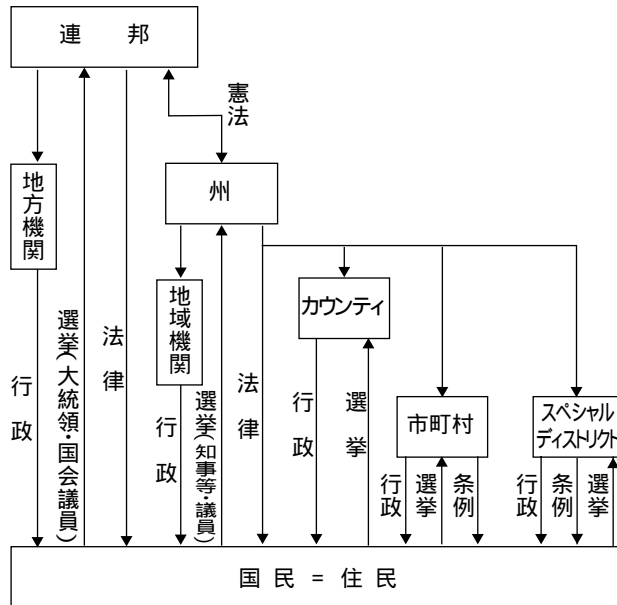 連邦
憲法
州
地方機関
地域機関
カウンティ
市町村
スペシャル
ディストリクト
行政
選挙(大統領・国会議員)
法律
行政
選挙(知事等・議員)
法律
行政
選挙
行政
選挙
条例
行政
条例
選挙
国民=住民